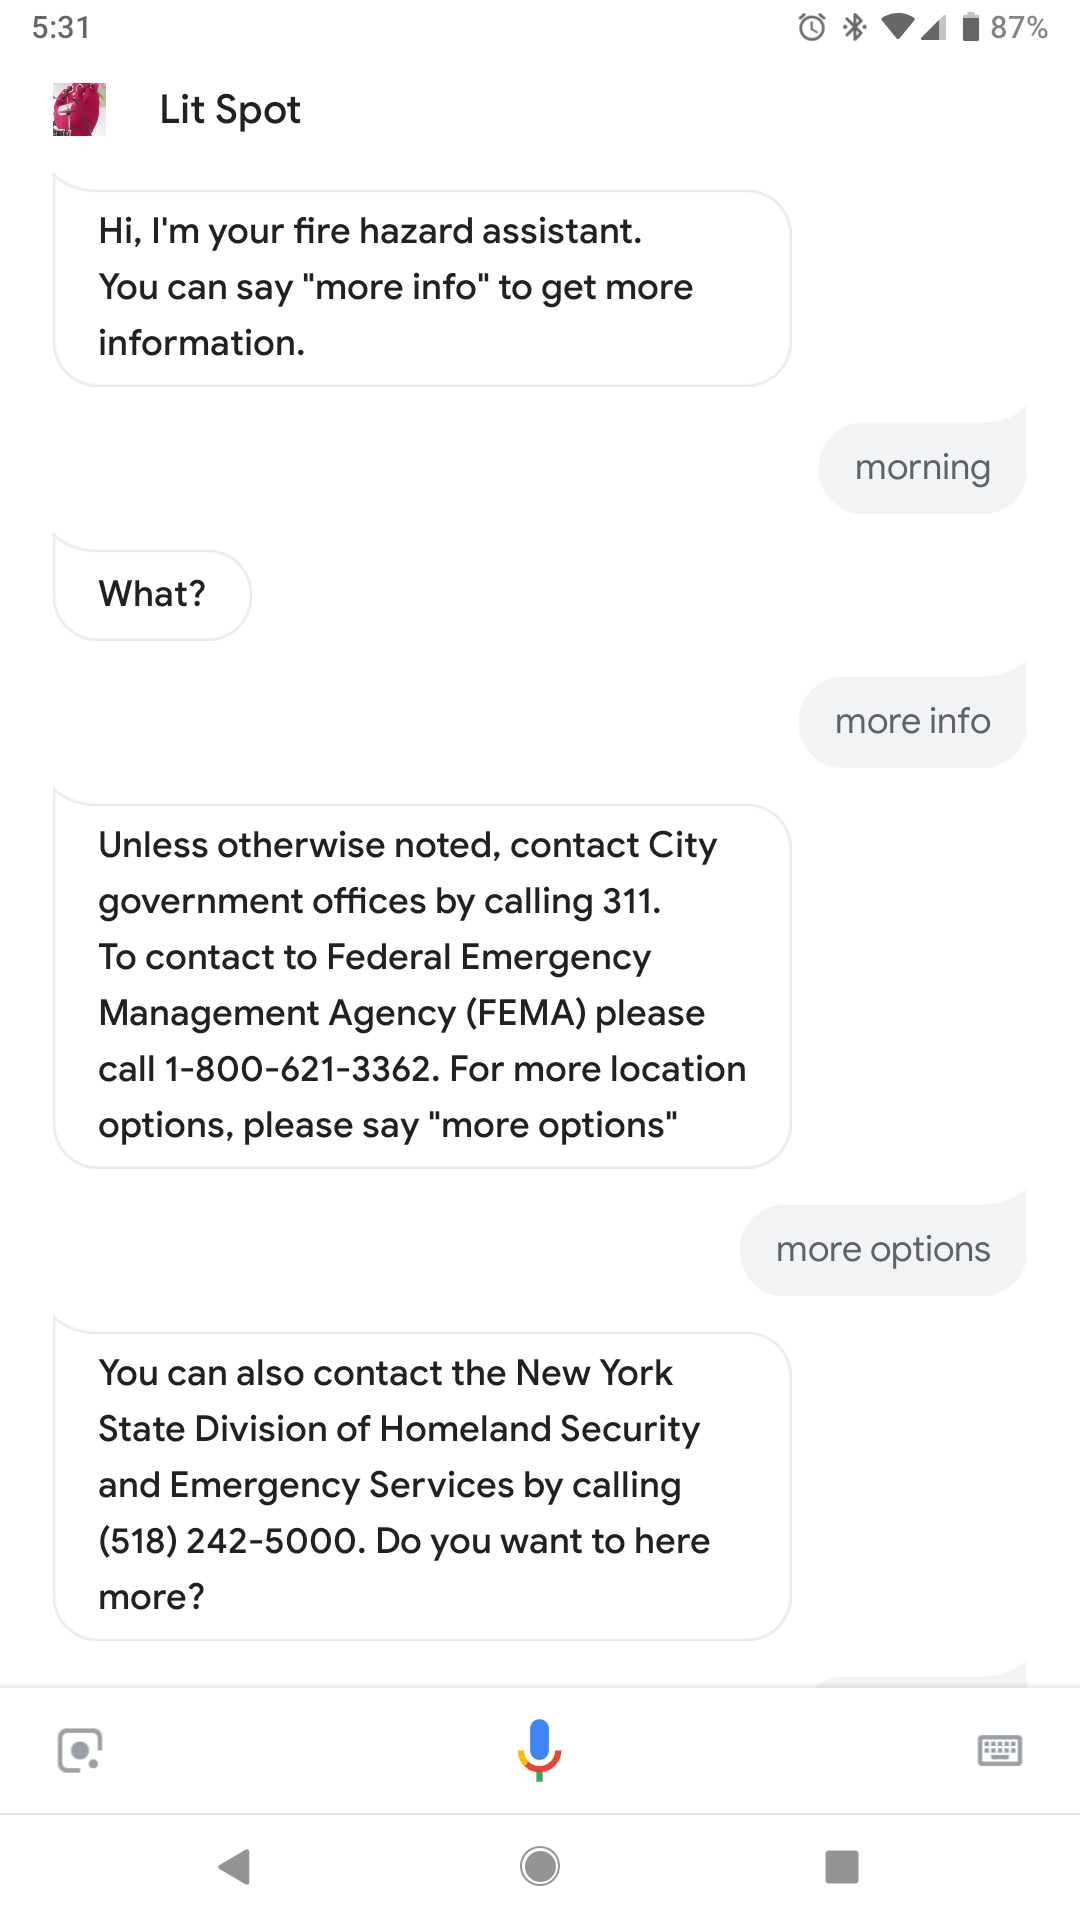 5:31
87%
Lit Spot
Hi, I'm your fire hazard assistant.
You can say "more info" to get more
information.
morning
What?
more info
Unless otherwise noted, contact City
government offices by calling 311.
To contact to Federal Emergency
Management Agency (FEMA) please
call 1-800-621-3362. For more location
options, please say "more options"
more options
You can also contact the New York
State Division of Homeland Security
and Emergency Services by calling
(518) 242-5000. Do you want to here
more?